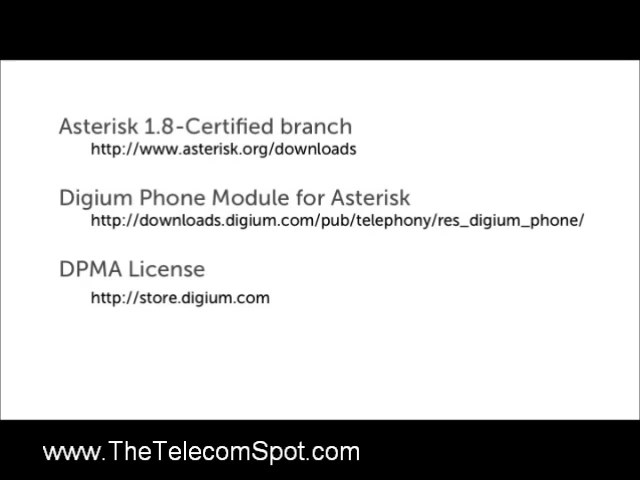 Asterisk 1.8-Certified branch
http://www.asterisk.org/downloads
Digium Phone Module for Asterisk
http://downloads.digium.com/pub/telephony/res_digium_phone/
DPMA License
http://store.digium.com
www.TheTelecomSpot.com